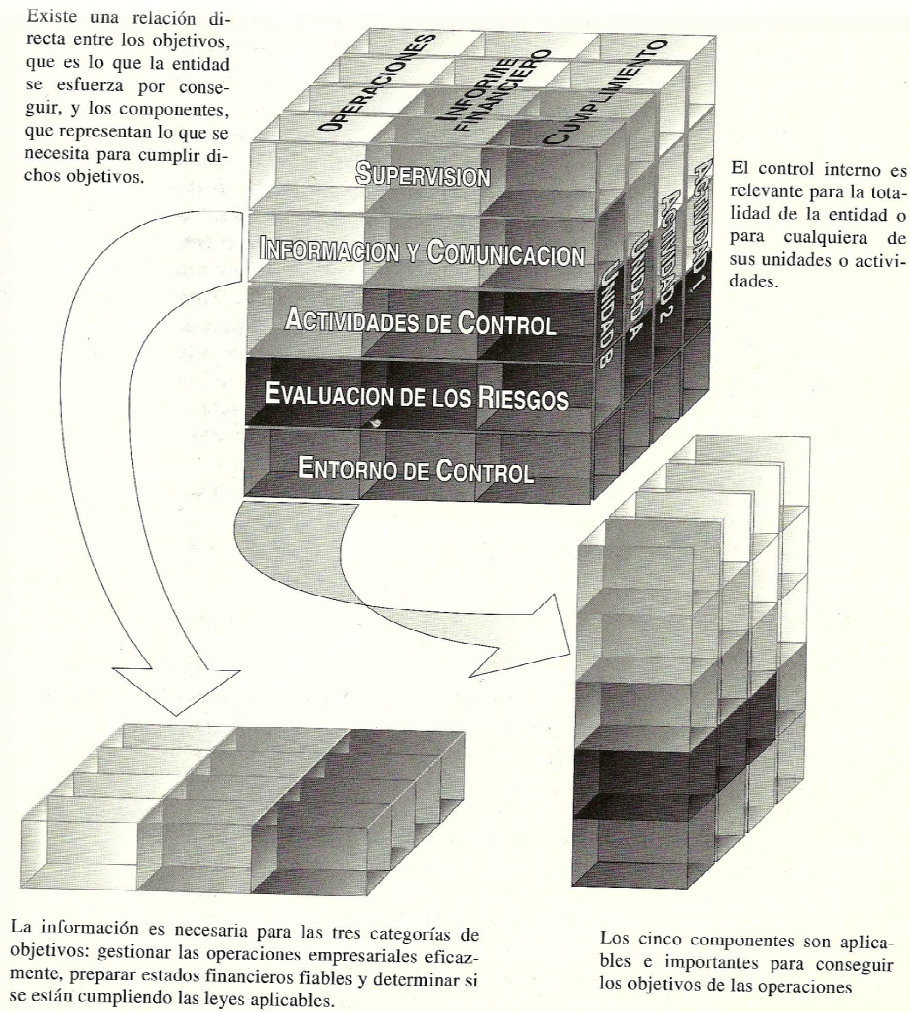 Existe una relación di-
recta entre los objetivos,
que es lo que la entidad
se esfuerza por conse-
guir, y los componentes,
que representan lo que se
necesita para cumplir di-
chos objetivos.
OPERACIONES
INFORME
FINANCIERO
CUMPLIMIENTO
SUPERVISION
INFORMACION Y COMUNICACION
ACTIVIDADES DE CONTROL
EVALUACION DE LOS RIESGOS
ENTORNO DE CONTROL
UNIDAD B
UNIDAD A
ACTIVIDAD 2
ACTIVIDAD 1
El control interno es
relevante para la tota-
lidad de la entidad o
para cualquiera de
sus unidades o activi-
dades.
La información es necesaria para las tres categorías de
objetivos: gestionar las operaciones empresariales eficaz-
mente, preparar estados financieros fiables y determinar si
se están cumpliendo las leyes aplicables.
Los cinco componentes son aplica-
bles e importantes para conseguir
los objetivos de las operaciones